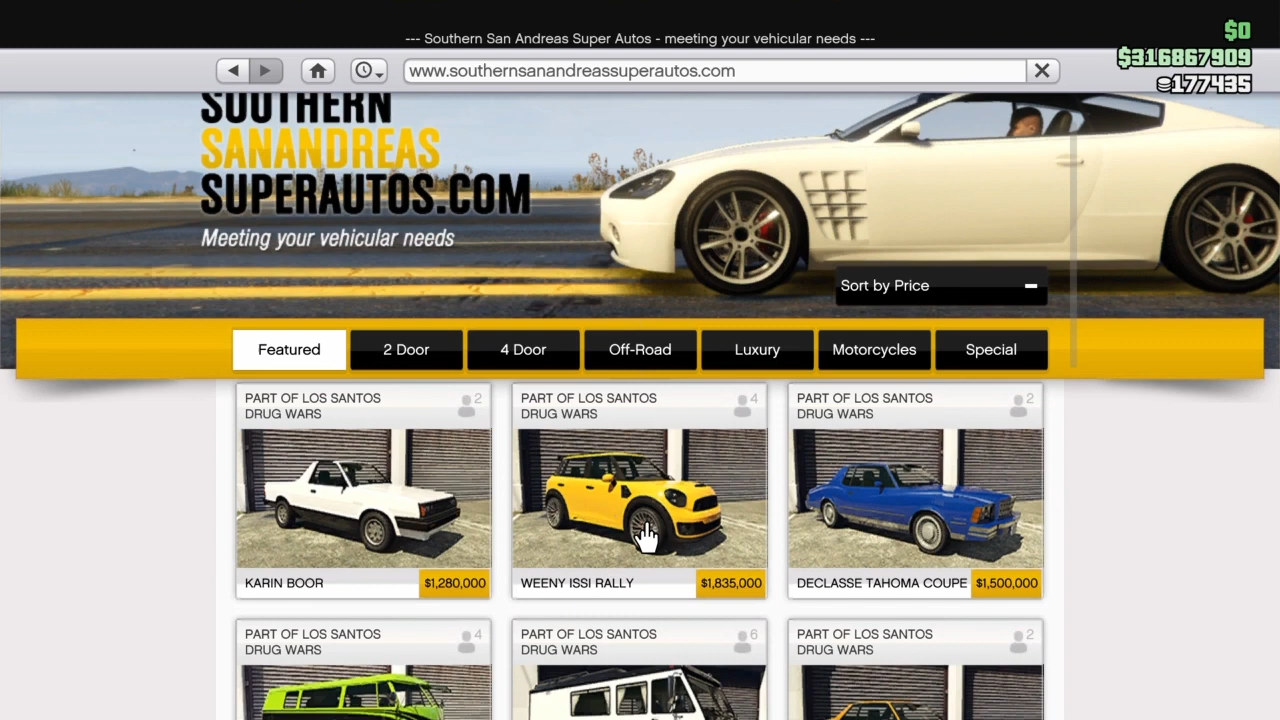 --- Southern San Andreas Super Autos - meeting your vehicular needs ---
$0
$316867909
177435
www.southernsanandreassuperautos.com
SOUTHERN
SANANDREAS
SUPERAUTOS.COM
Meeting your vehicular needs
Sort by Price
Featured
2 Door
4 Door
Off-Road
Luxury
Motorcycles
Special
PART OF LOS SANTOS
DRUG WARS
2
KARIN BOOR
$1,280,000
PART OF LOS SANTOS
DRUG WARS
4
WEENY ISSI RALLY
$1,835,000
PART OF LOS SANTOS
DRUG WARS
2
DECLASSE TAHOMA COUPE
$1,500,000
PART OF LOS SANTOS
DRUG WARS
4
PART OF LOS SANTOS
DRUG WARS
6
PART OF LOS SANTOS
DRUG WARS
2